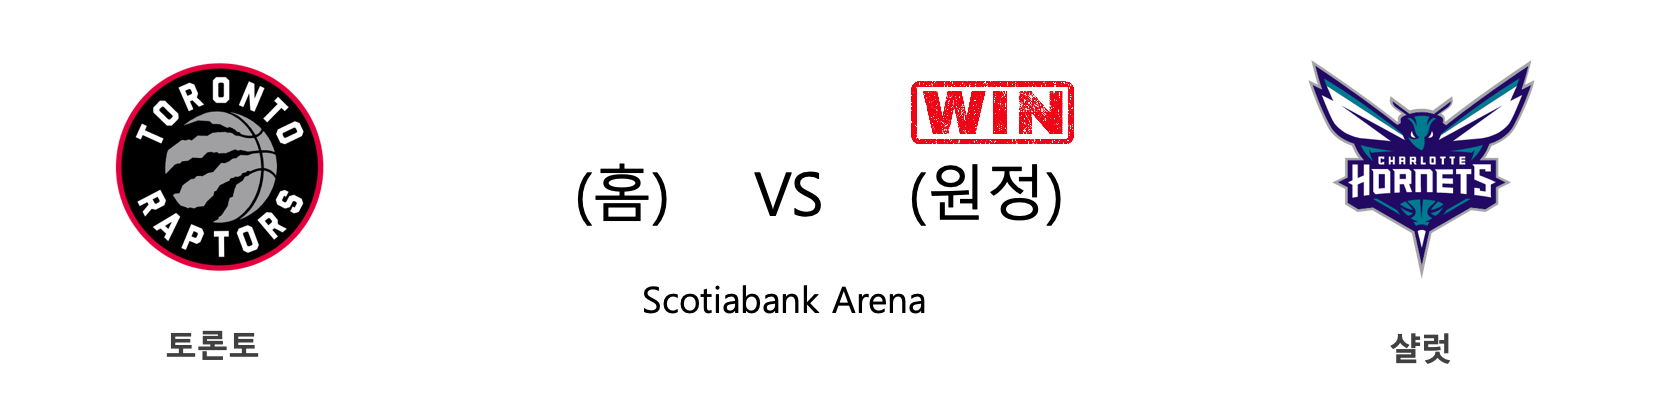 TORONTO
RAPTORS
WIN
(홈) VS (원정)
CHARLOTTE
HORNETS
Scotiabank Arena
토론토
샬럿